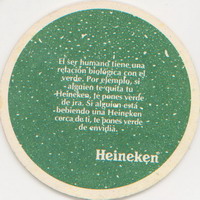 El ser humano tiene una
relación biológica con el
verde. Por ejemplo, si
alguien te quita tu
Heineken, te pones verde
de ira. Si alguien está
bebiendo una Heineken
cerca de ti, te pones verde
de envidia.
Heineken